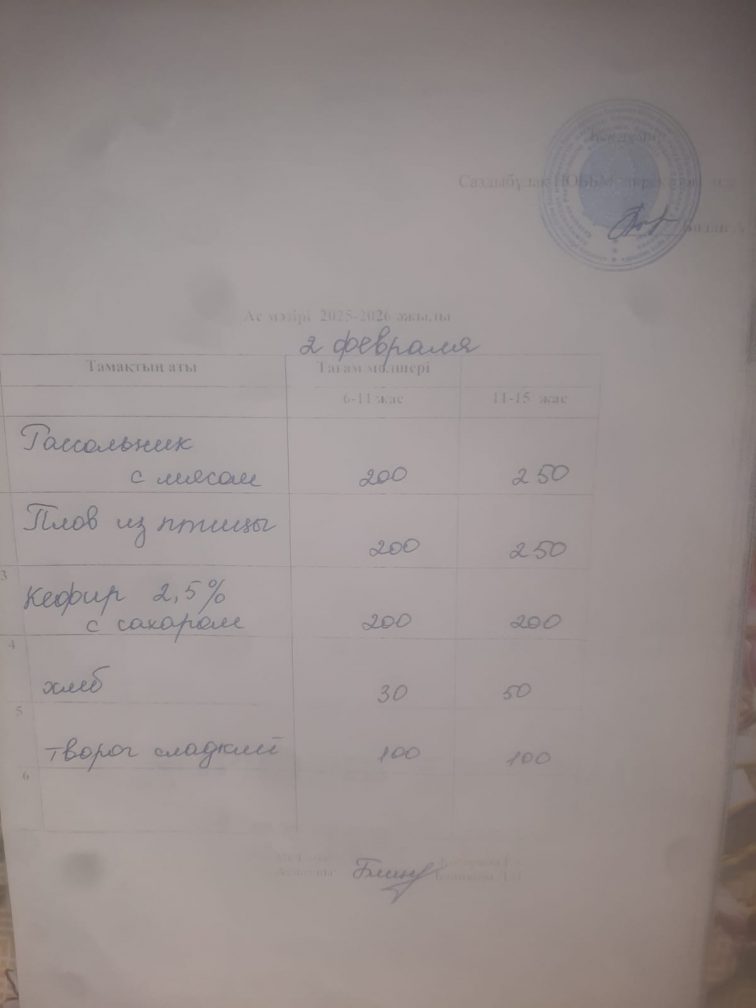 Бекітемін
Саздыбұлақ
Ас мәзірі 2025-2026 жылы
2 февраля
Тамақтың аты Тағам мөлшері
6-11 жас 11-15 жас
Рассольник
с мясом 200 250
Плов из птицы
200 250
3
Кефир 2,5%
с сахаром 200 200
4
хлеб 30 50
5
творог сладкий 100 100
6